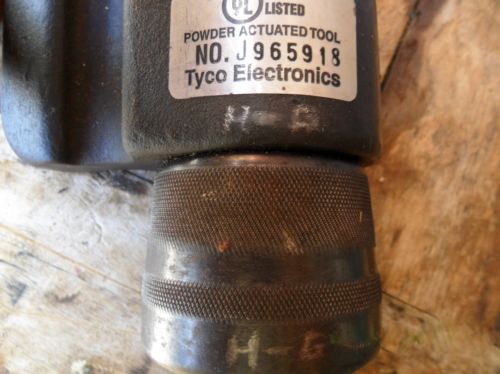 UL LISTED
POWDER ACTUATED TOOL
NO. J965918
Tyco Electronics
H-G
H-G